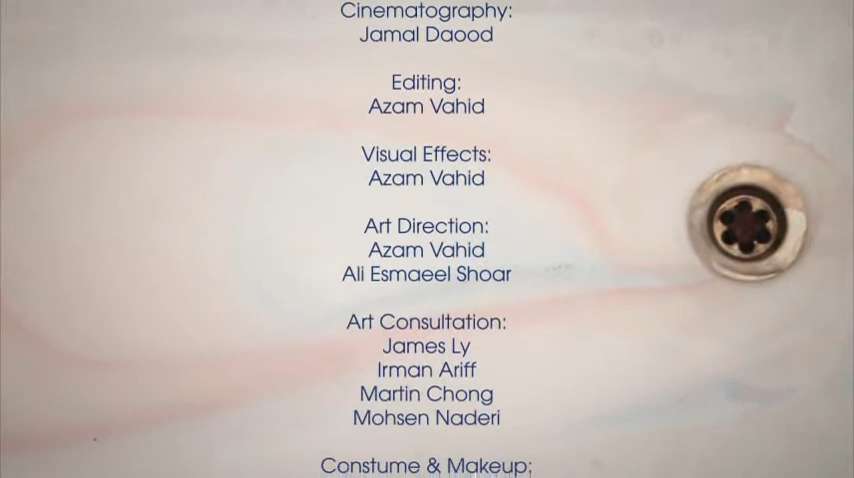 Cinematography:
Jamal Daood
Editing:
Azam Vahid
Visual Effects:
Azam Vahid
Art Direction:
Azam Vahid
Ali Esmaeel Shoar
Art Consultation:
James Ly
Irman Ariff
Martin Chong
Mohsen Naderi
Constume & Makeup: